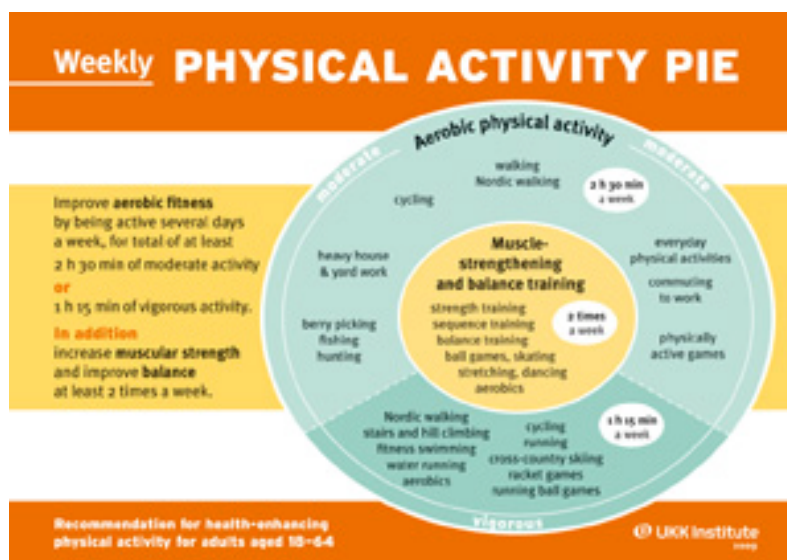 Weekly PHYSICAL ACTIVITY PIE
Improve aerobic fitness
by being active several days
a week, for total of at least
2 h 30 min of moderate activity
or
1 h 15 min of vigorous activity.
In addition
increase muscular strength
and improve balance
at least 2 times a week.
Aerobic physical activity
moderate
moderate
walking
Nordic walking
2 h 30 min
a week
cycling
heavy house
& yard work
berry picking
fishing
hunting
everyday
physical activities
commuting
to work
physically
active games
Muscle-
strengthening
and balance training
strength training
sequence training
balance training
ball games, skating
stretching, dancing
aerobics
2 times
a week
Nordic walking
stairs and hill climbing
fitness swimming
water running
aerobics
cycling
running
cross-country skiing
racket games
running ball games
1 h 15 min
a week
vigorous
Recommendation for health-enhancing
physical activity for adults aged 18–64
UKK Institute
2009